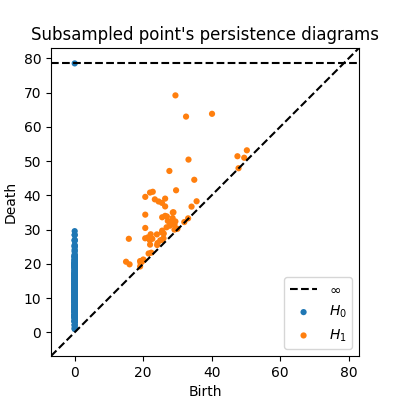 Subsampled point's persistence diagrams
80
70
60
50
40
30
20
10
0
Death
0 20 40 60 80
Birth
∞
H₀
H₁